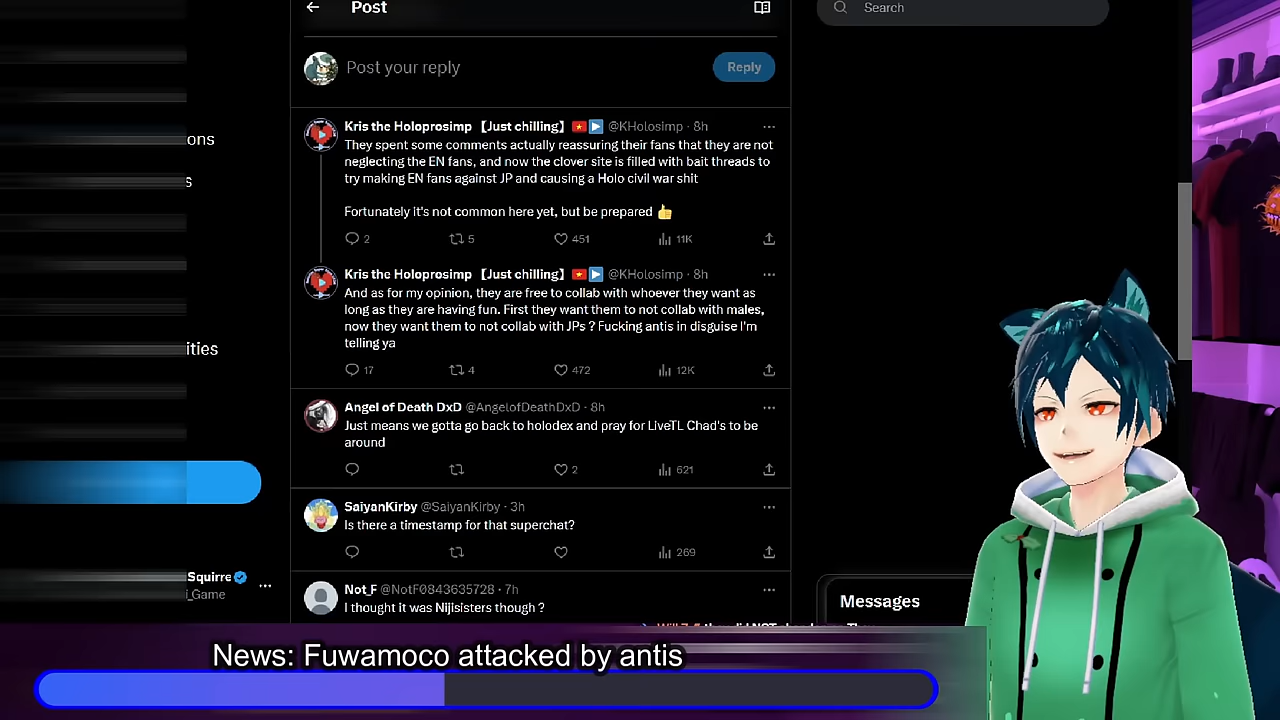 Post
Search
Post your reply
Reply
ons
s
ities
Squirre
i_Game
Kris the Holoprosimp 【Just chilling】 🇻🇳▶️ @KHolosimp · 8h
They spent some comments actually reassuring their fans that they are not
neglecting the EN fans, and now the clover site is filled with bait threads to
try making EN fans against JP and causing a Holo civil war shit
Fortunately it's not common here yet, but be prepared 👍
2 5 451 11K
Kris the Holoprosimp 【Just chilling】 🇻🇳▶️ @KHolosimp · 8h
And as for my opinion, they are free to collab with whoever they want as
long as they are having fun. First they want them to not collab with males,
now they want them to not collab with JPs ? Fucking antis in disguise I'm
telling ya
17 4 472 12K
Angel of Death DxD @AngelofDeathDxD · 8h
Just means we gotta go back to holodex and pray for LiveTL Chad's to be
around
2 621
SaiyanKirby @SaiyanKirby · 3h
Is there a timestamp for that superchat?
269
Not_F @NotF0843635728 · 7h
I thought it was Nijisisters though ?
Messages
News: Fuwamoco attacked by antis